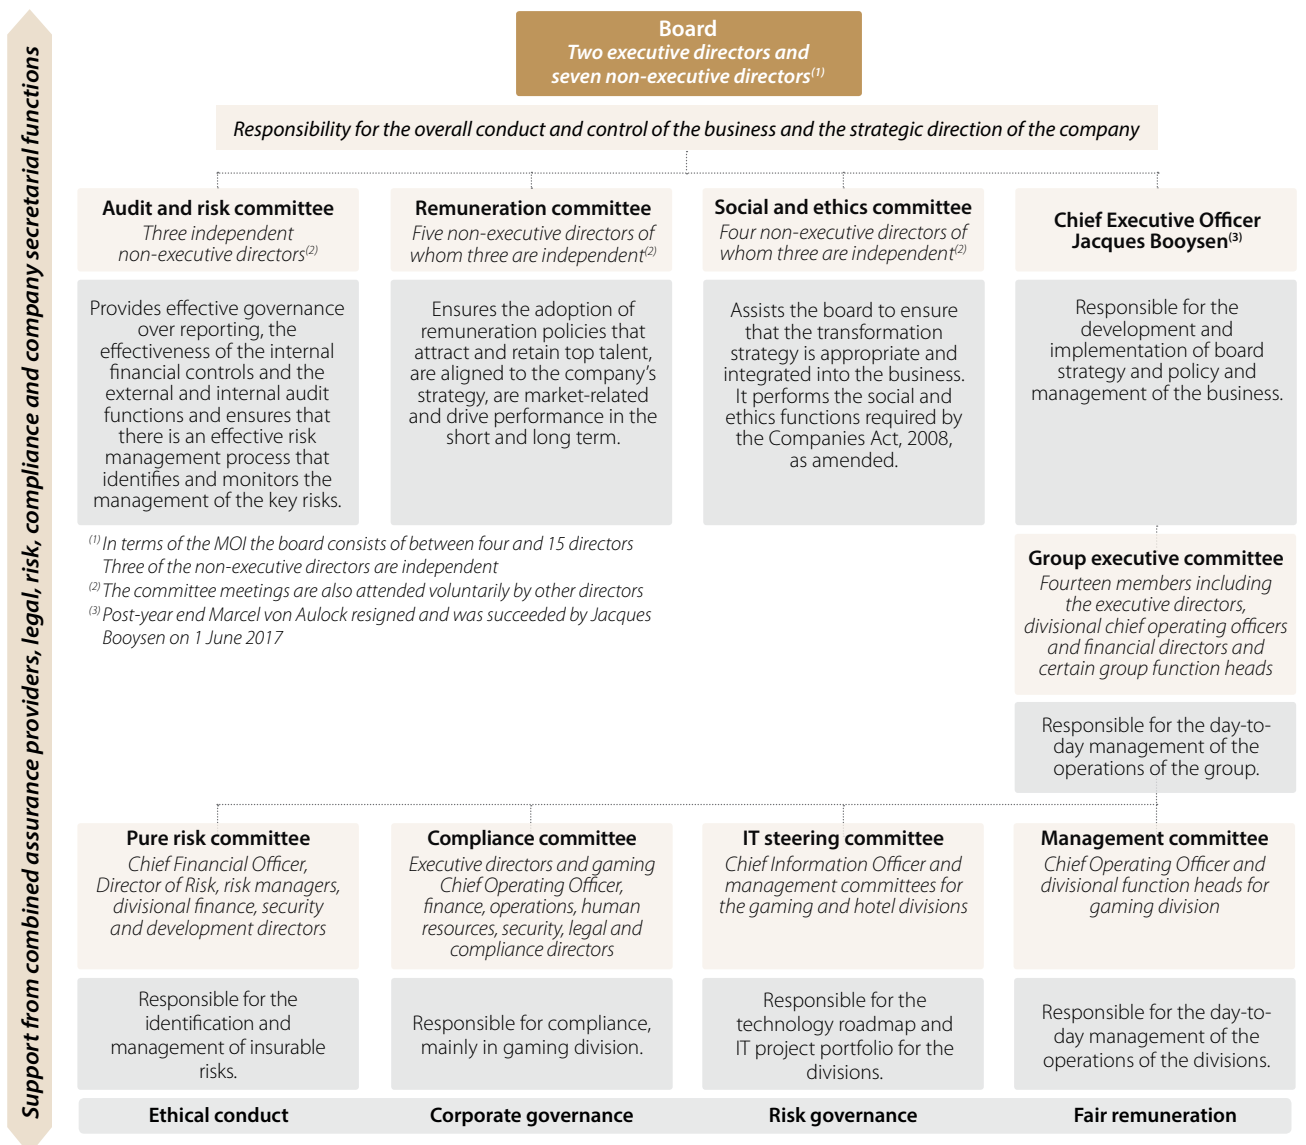 Support from combined assurance providers, legal, risk, compliance and company secretarial functions
Board
Two executive directors and
seven non-executive directors(1)
Responsibility for the overall conduct and control of the business and the strategic direction of the company
Audit and risk committee
Three independent
non-executive directors(2)
Provides effective governance
over reporting, the
effectiveness of the internal
financial controls and the
external and internal audit
functions and ensures that
there is an effective risk
management process that
identifies and monitors the
management of the key risks.
Remuneration committee
Five non-executive directors of
whom three are independent(2)
Ensures the adoption of
remuneration policies that
attract and retain top talent,
are aligned to the company's
strategy, are market-related
and drive performance in the
short and long term.
Social and ethics committee
Four non-executive directors of
whom three are independent(2)
Assists the board to ensure
that the transformation
strategy is appropriate and
integrated into the business.
It performs the social and
ethics functions required by
the Companies Act, 2008,
as amended.
Chief Executive Officer
Jacques Booysen(3)
Responsible for the
development and
implementation of board
strategy and policy and
management of the business.
(1) In terms of the MOI the board consists of between four and 15 directors
Three of the non-executive directors are independent
(2) The committee meetings are also attended voluntarily by other directors
(3) Post-year end Marcel von Aulock resigned and was succeeded by Jacques
Booysen on 1 June 2017
Group executive committee
Fourteen members including
the executive directors,
divisional chief operating officers
and financial directors and
certain group function heads
Responsible for the day-to-
day management of the
operations of the group.
Pure risk committee
Chief Financial Officer,
Director of Risk, risk managers,
divisional finance, security
and development directors
Responsible for the
identification and
management of insurable
risks.
Compliance committee
Executive directors and gaming
Chief Operating Officer,
finance, operations, human
resources, security, legal and
compliance directors
Responsible for compliance,
mainly in gaming division.
IT steering committee
Chief Information Officer and
management committees for
the gaming and hotel divisions
Responsible for the
technology roadmap and
IT project portfolio for the
divisions.
Management committee
Chief Operating Officer and
divisional function heads for
gaming division
Responsible for the day-to-
day management of the
operations of the divisions.
Ethical conduct
Corporate governance
Risk governance
Fair remuneration